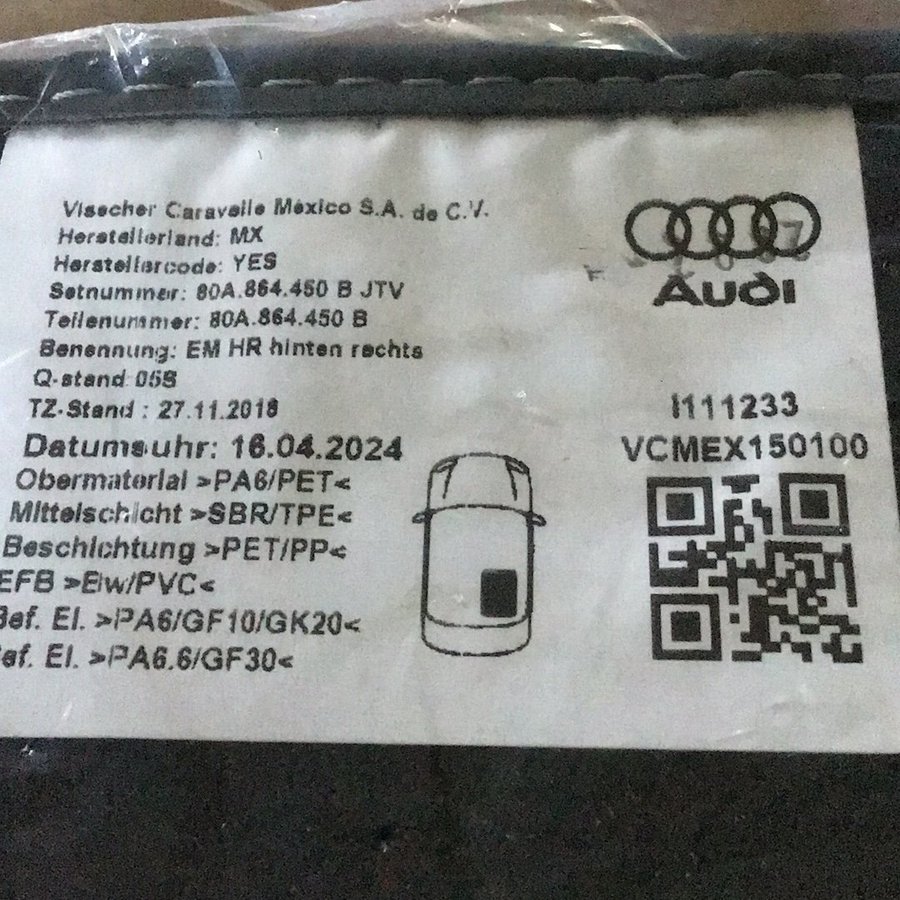 Visscher Caravelle Mexico S.A. de C.V.
Herstellerland: MX
Herstellercode: YES
Setnummer: 80A.864.450 B JTV
Teilenummer: 80A.864.450 B
Benennung: EM HR hinten rechts
Q-stand 05B
TZ-Stand : 27.11.2018
Datumsuhr: 16.04.2024
Obermaterial >PA6/PET<
Mittelschicht >SBR/TPE<
Beschichtung >PET/PP<
EFB >Bw/PVC<
Bef. El. >PA6/GF10/GK20<
Bef. El. >PA6.6/GF30<
Audi
I111233
VCMEX150100